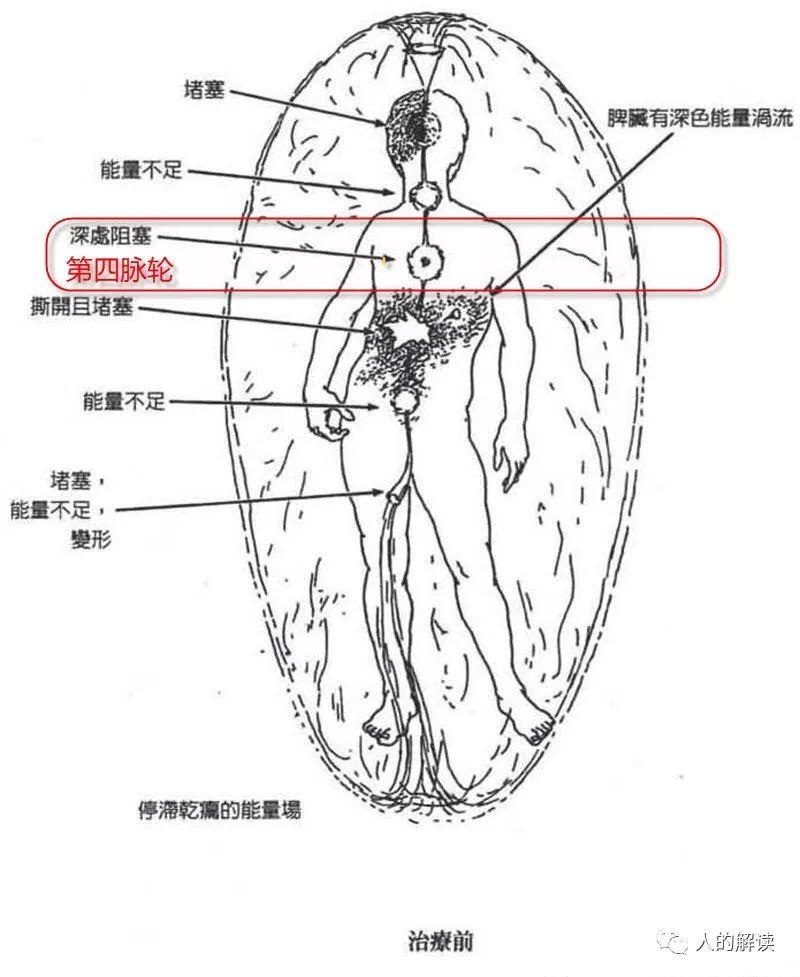 堵塞
脾臟有深色能量渦流
能量不足
深處阻塞
第四脉轮
撕開且堵塞
能量不足
堵塞，
能量不足，
變形
停滯乾癟的能量場
治療前
人的解读